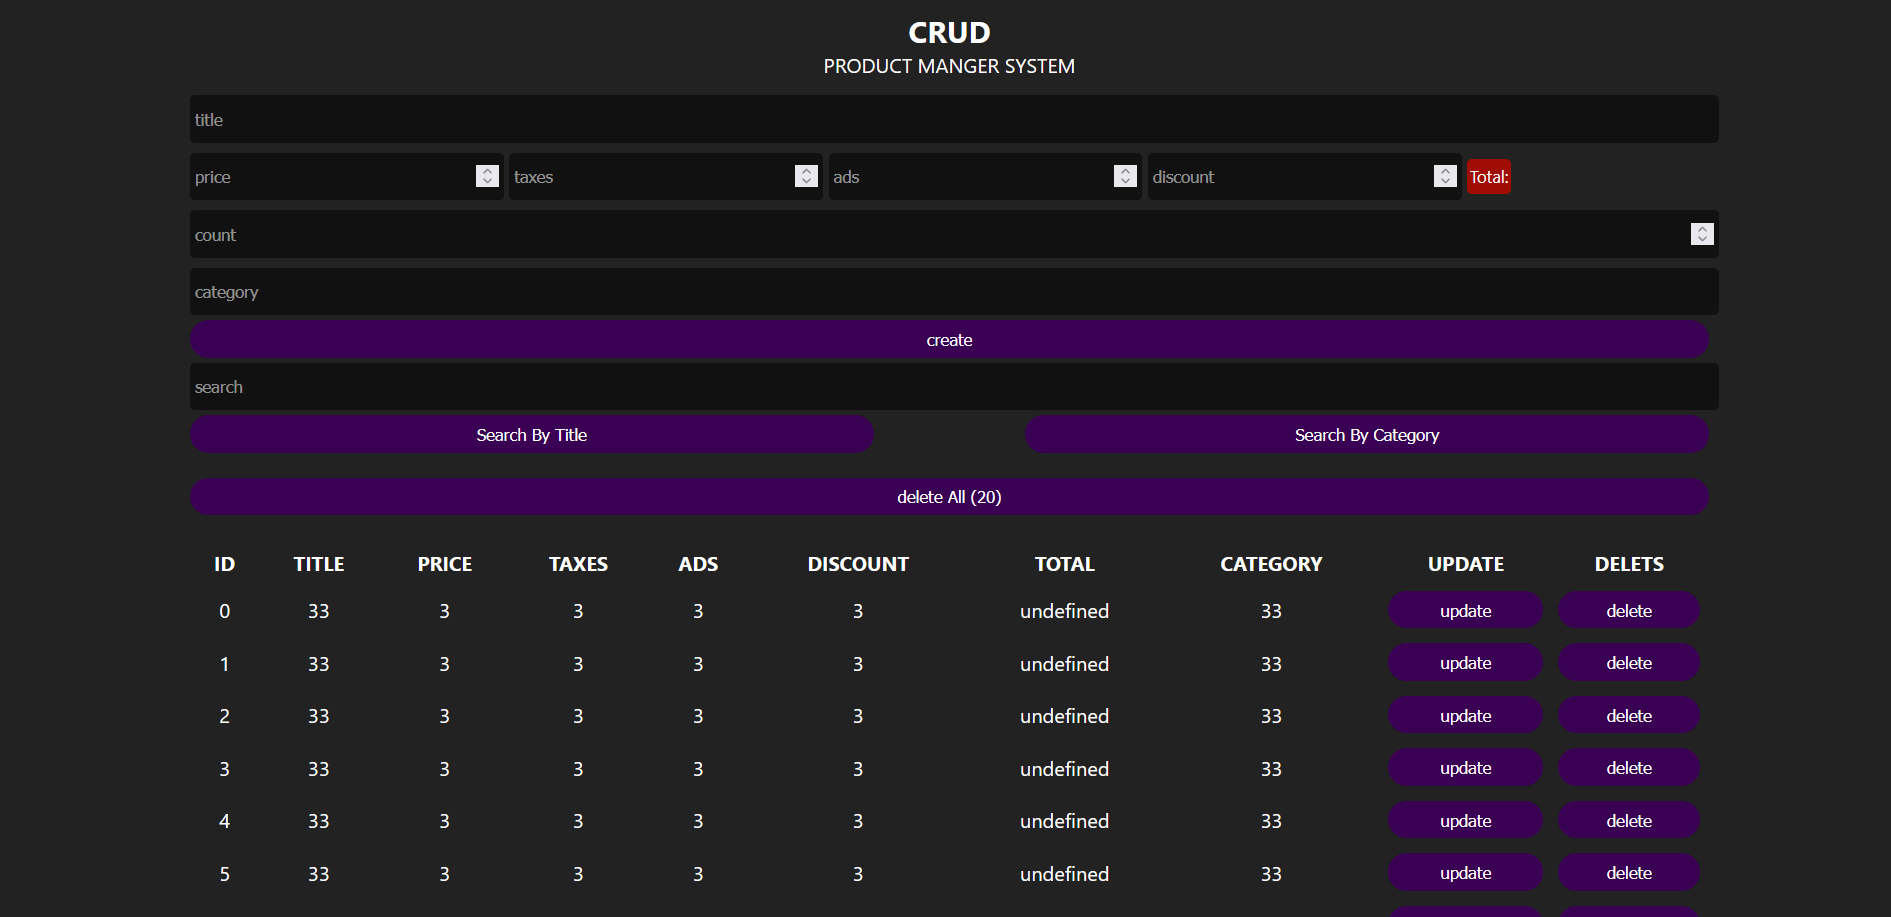 CRUD
PRODUCT MANGER SYSTEM
title
price taxes ads discount Total:
count
category
create
search
Search By Title Search By Category
delete All (20)
ID TITLE PRICE TAXES ADS DISCOUNT TOTAL CATEGORY UPDATE DELETS
0 33 3 3 3 3 undefined 33 update delete
1 33 3 3 3 3 undefined 33 update delete
2 33 3 3 3 3 undefined 33 update delete
3 33 3 3 3 3 undefined 33 update delete
4 33 3 3 3 3 undefined 33 update delete
5 33 3 3 3 3 undefined 33 update delete